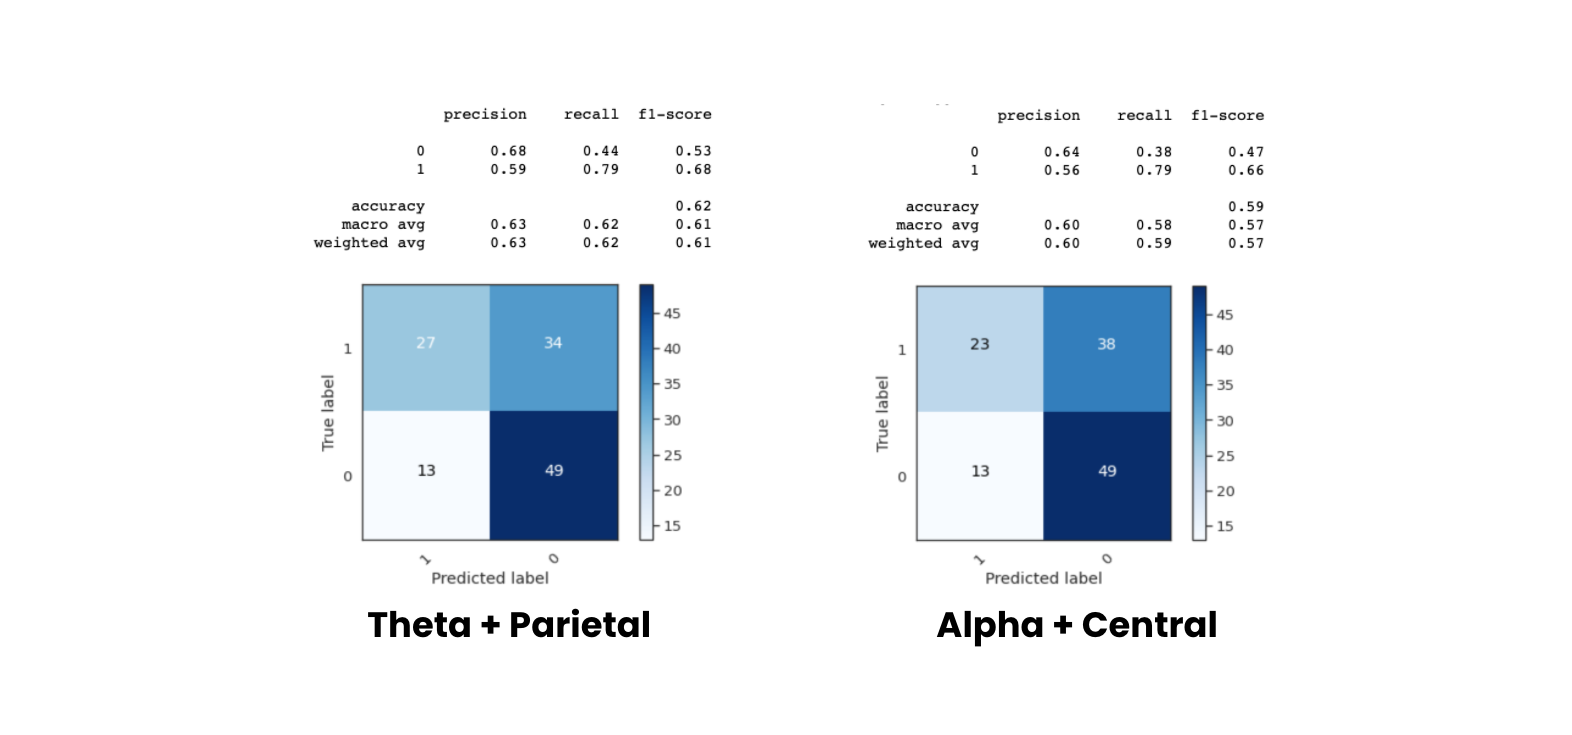 precision recall f1-score
0 0.68 0.44 0.53
1 0.59 0.79 0.68
accuracy 0.62
macro avg 0.63 0.62 0.61
weighted avg 0.63 0.62 0.61
27 34
13 49
1
0
True label
1 0
Predicted label
45
40
35
30
25
20
15
Theta + Parietal
precision recall f1-score
0 0.64 0.38 0.47
1 0.56 0.79 0.66
accuracy 0.59
macro avg 0.60 0.58 0.57
weighted avg 0.60 0.59 0.57
23 38
13 49
1
0
True label
1 0
Predicted label
45
40
35
30
25
20
15
Alpha + Central